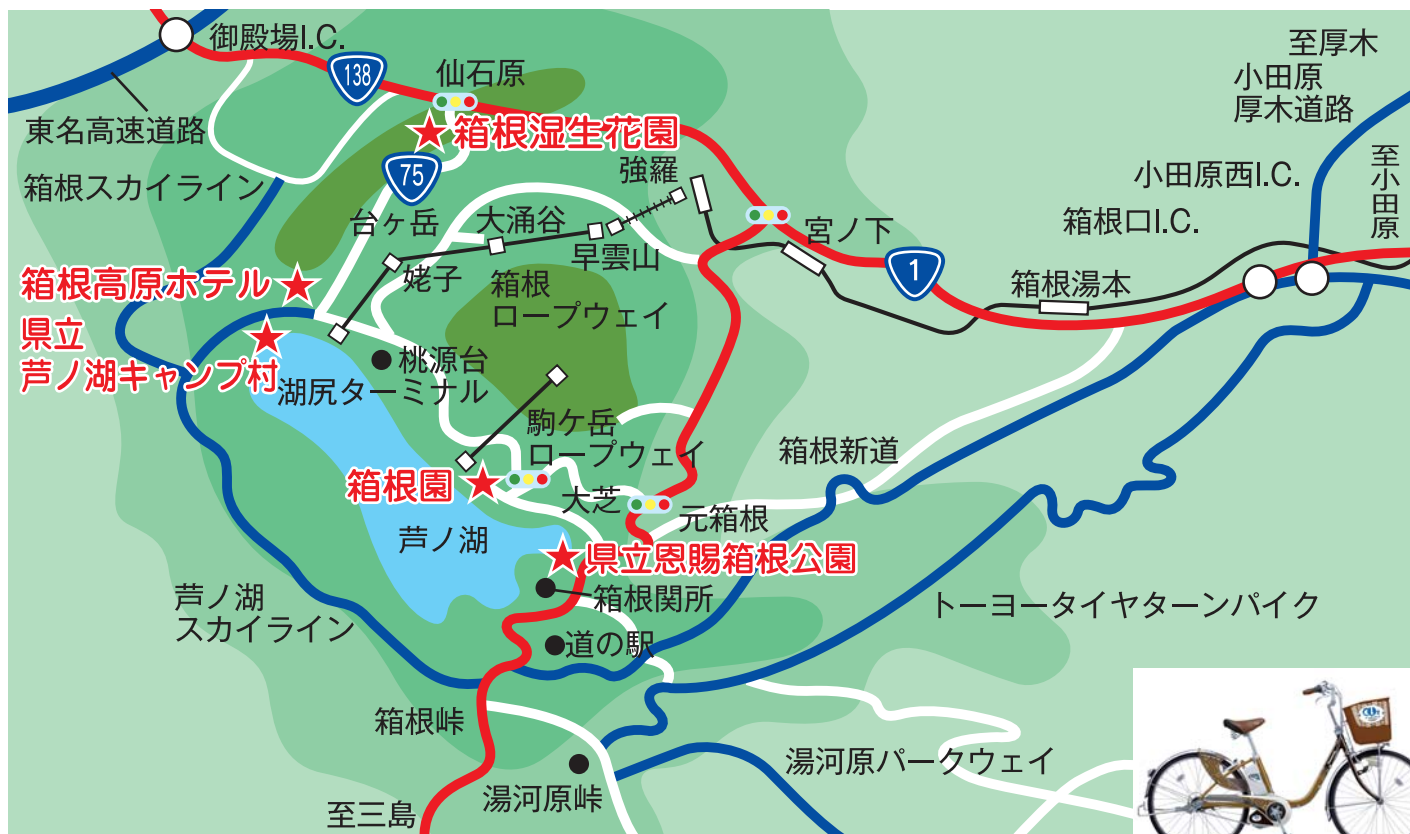 御殿場I.C.
138
仙石原
至厚木
小田原
厚木道路
東名高速道路
箱根湿生花園
75
強羅
至小田原
箱根スカイライン
小田原西I.C.
箱根口I.C.
台ヶ岳
大涌谷
早雲山
宮ノ下
1
姥子
箱根
ロープウェイ
箱根湯本
箱根高原ホテル
県立
芦ノ湖キャンプ村
桃源台
湖尻ターミナル
駒ケ岳
ロープウェイ
箱根新道
箱根園
大芝
元箱根
芦ノ湖
県立恩賜箱根公園
芦ノ湖
スカイライン
箱根関所
トーヨータイヤターンパイク
道の駅
箱根峠
湯河原パークウェイ
湯河原峠
至三島